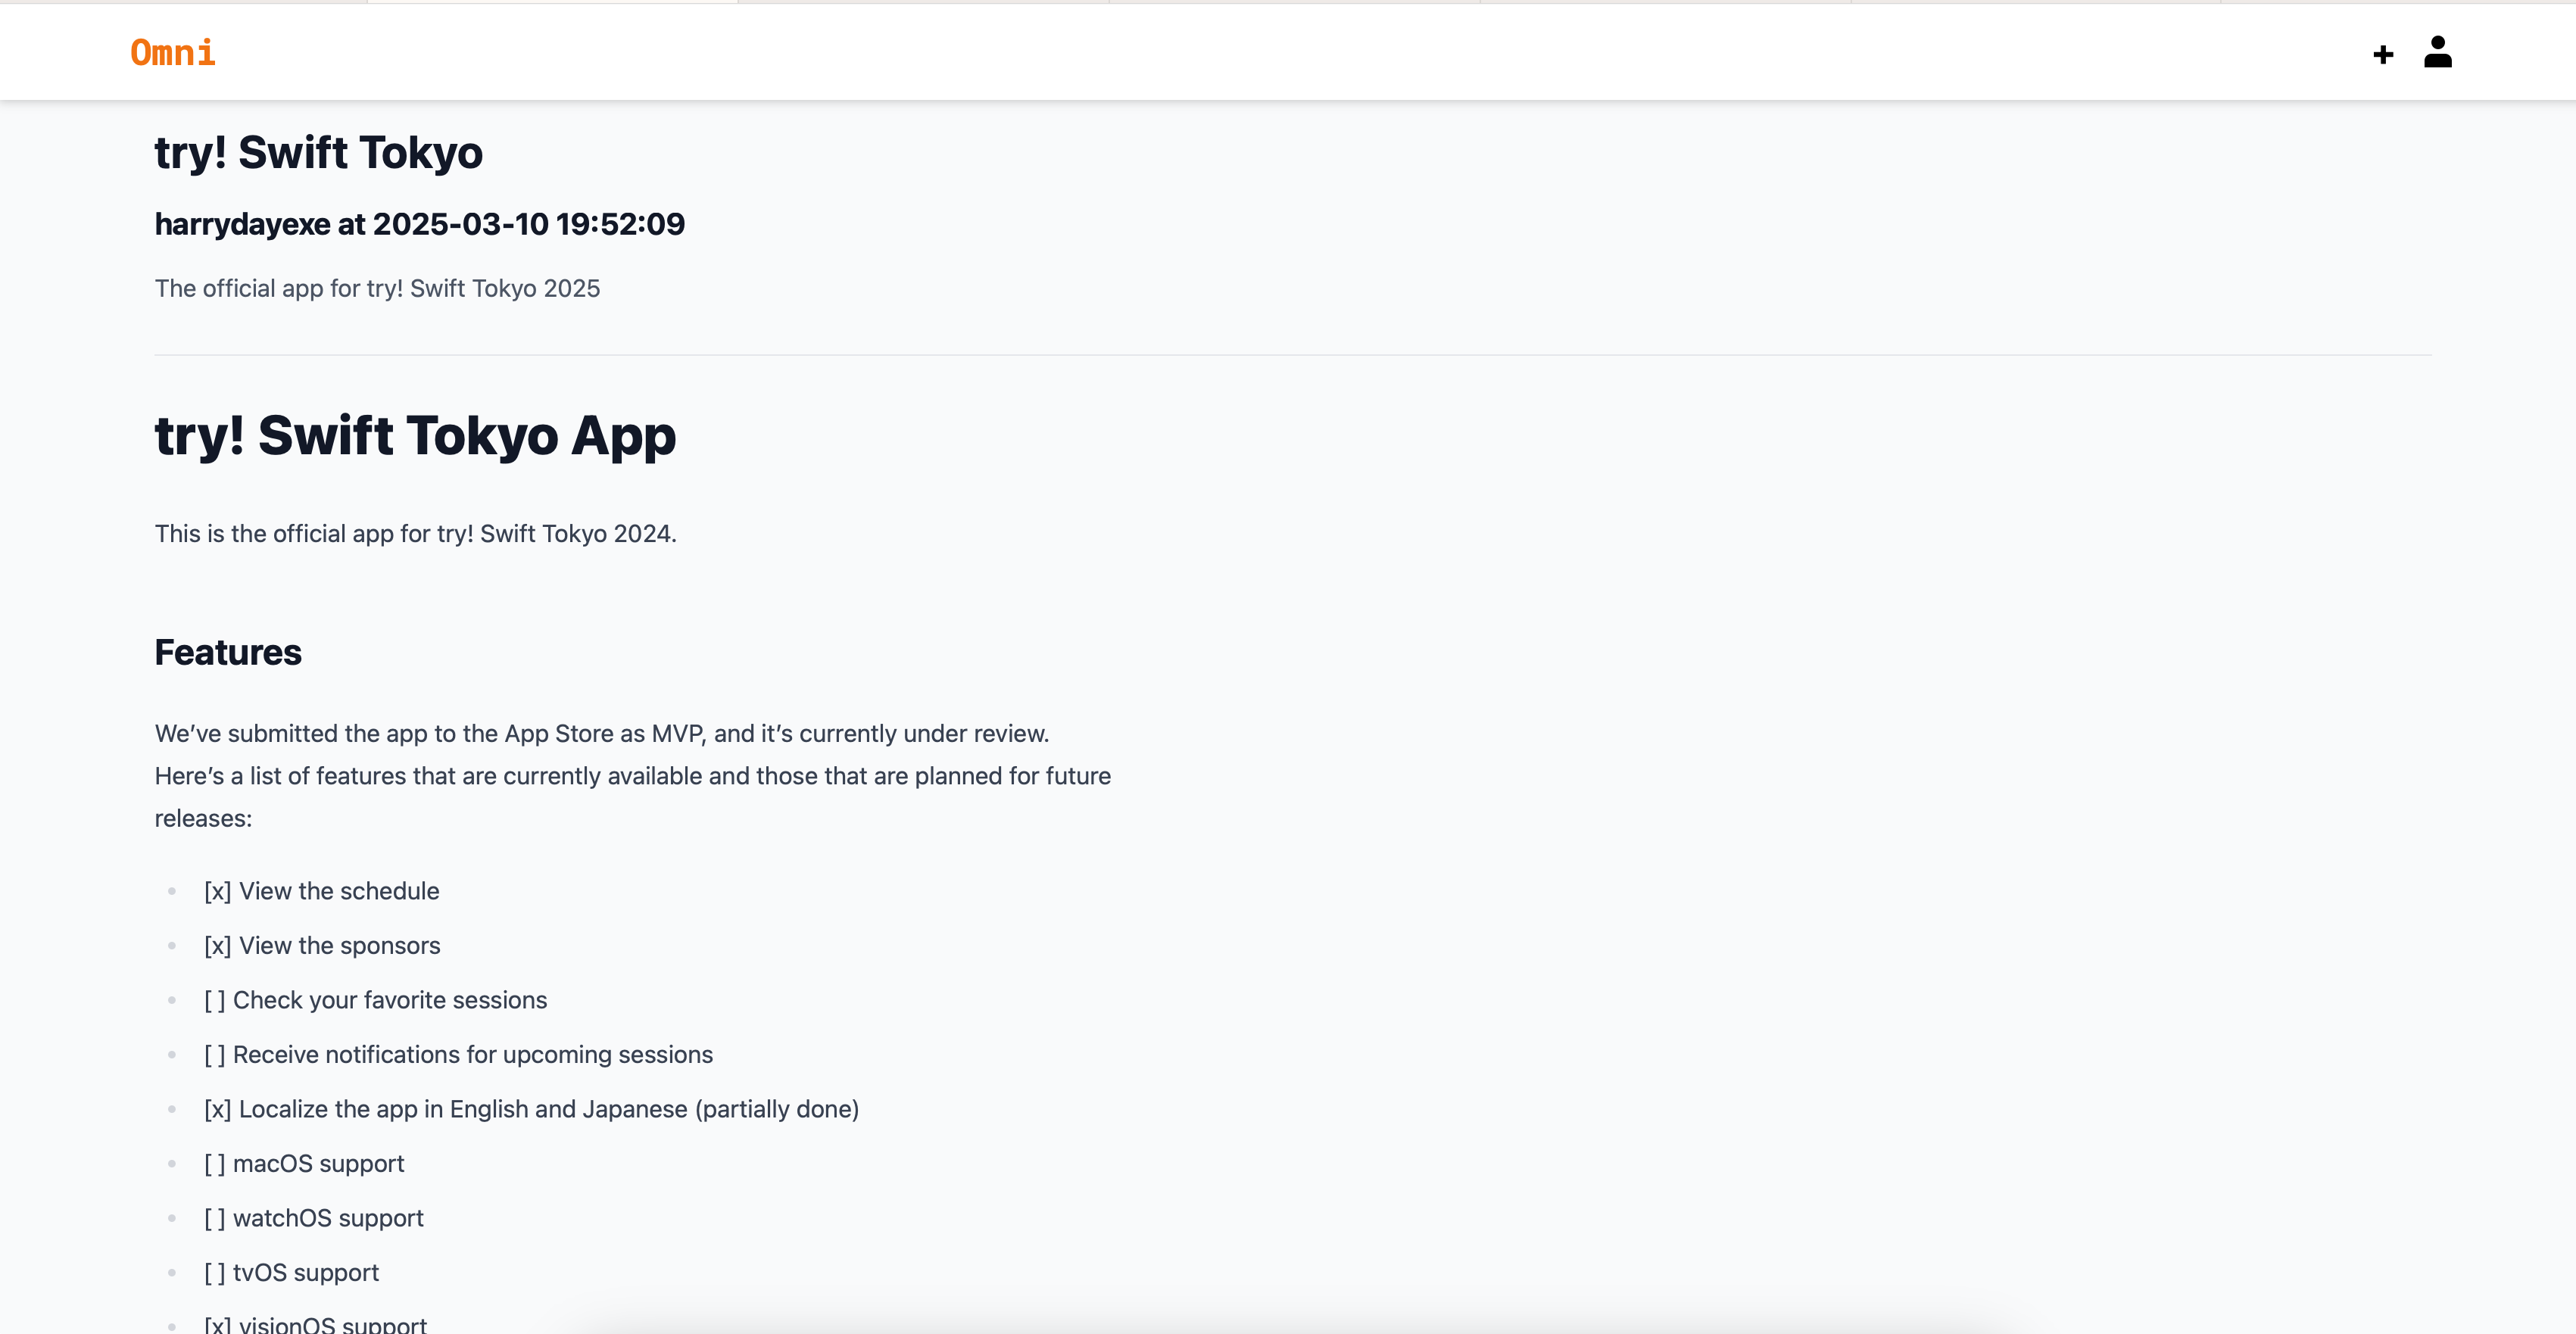 Omni
try! Swift Tokyo
harrydayexe at 2025-03-10 19:52:09
The official app for try! Swift Tokyo 2025
try! Swift Tokyo App
This is the official app for try! Swift Tokyo 2024.
Features
We’ve submitted the app to the App Store as MVP, and it’s currently under review.
Here’s a list of features that are currently available and those that are planned for future
releases:
[x] View the schedule
[x] View the sponsors
[ ] Check your favorite sessions
[ ] Receive notifications for upcoming sessions
[x] Localize the app in English and Japanese (partially done)
[ ] macOS support
[ ] watchOS support
[ ] tvOS support
[x] visionOS support